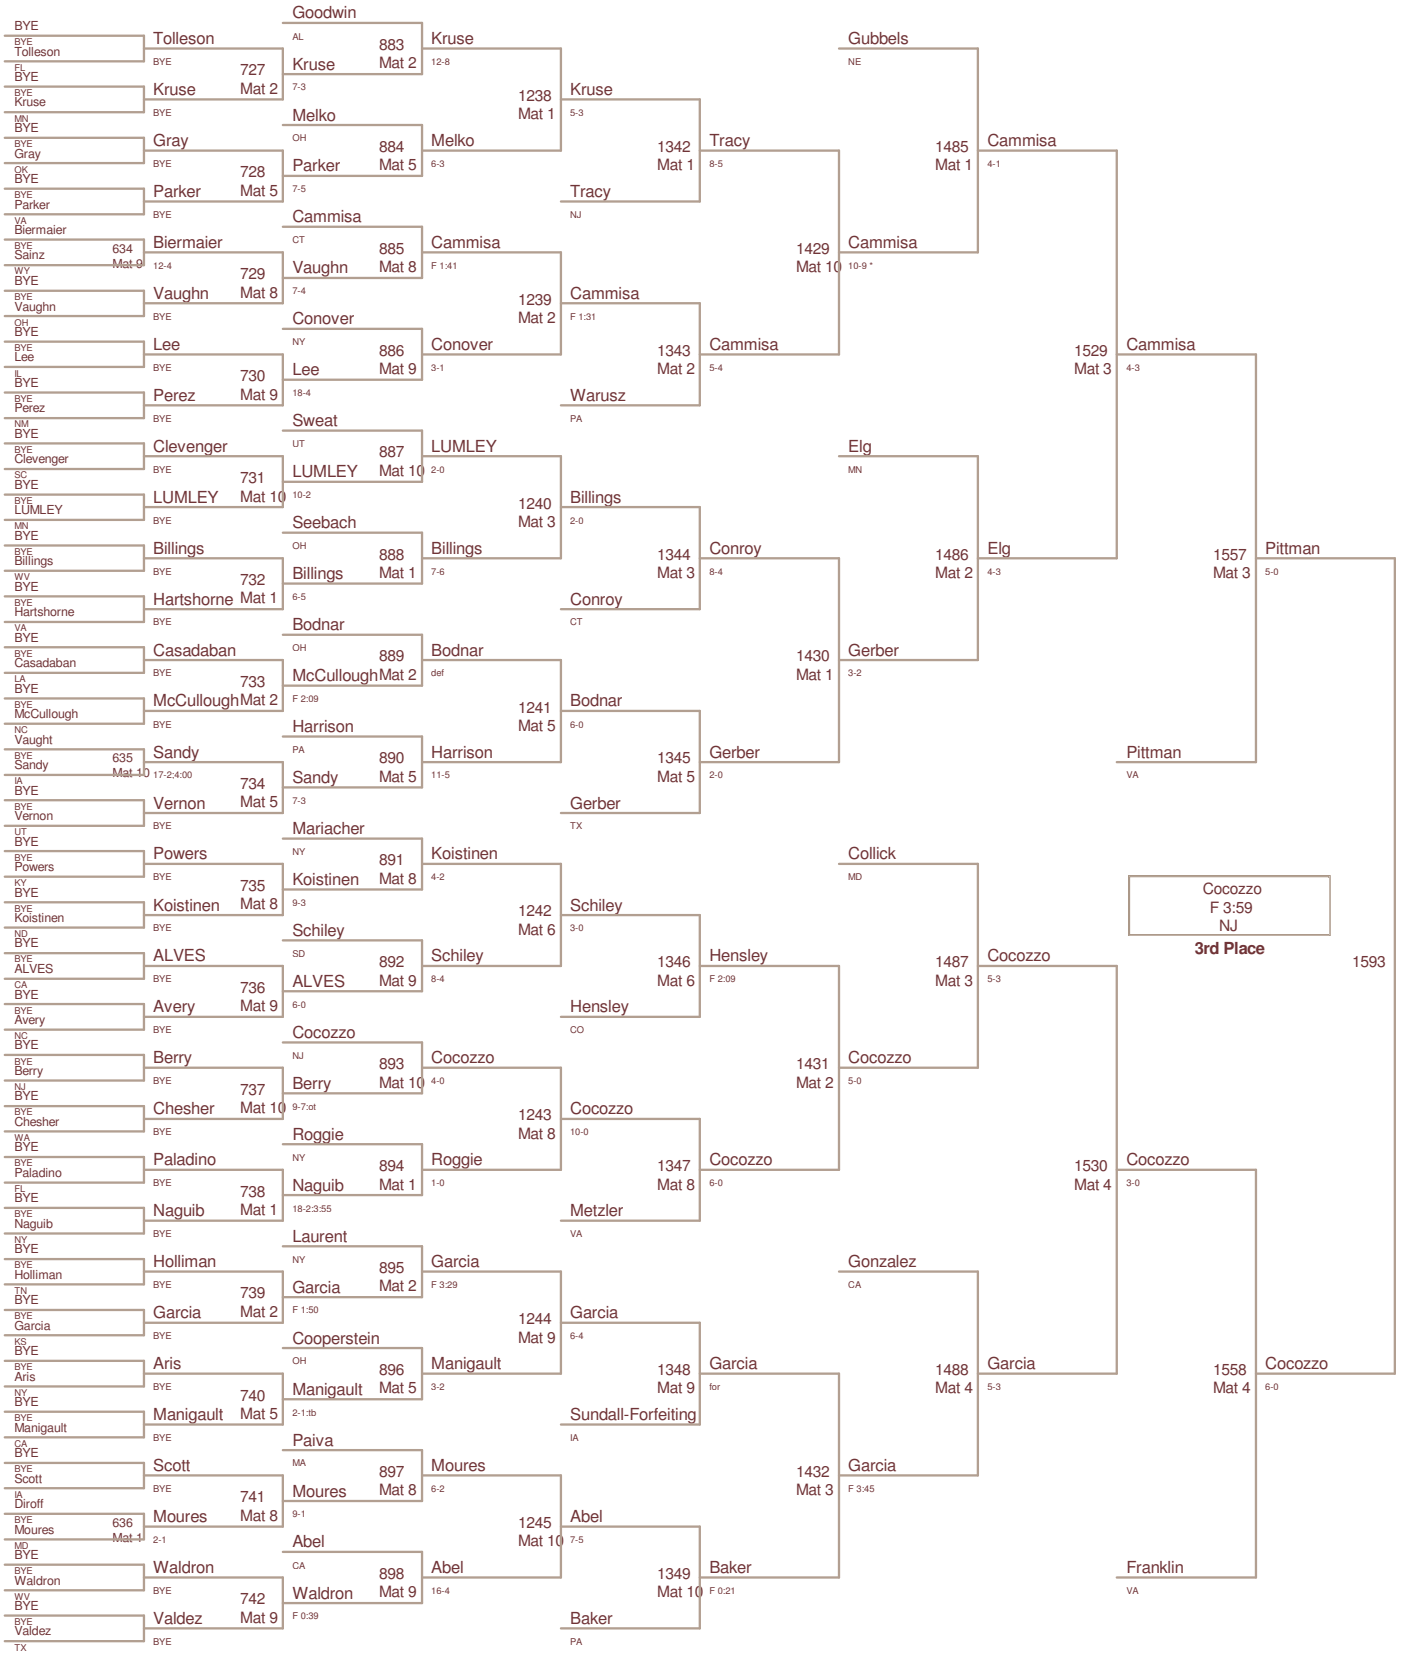 BYE
BYE
Tolleson
FL
BYE
BYE
Kruse
MN
BYE
BYE
Gray
OK
BYE
BYE
Parker
VA
Biermaier
BYE
Sainz
WY
BYE
BYE
Vaughn
OH
BYE
BYE
Lee
IL
BYE
BYE
Perez
NM
BYE
BYE
Clevenger
SC
BYE
BYE
LUMLEY
MN
BYE
BYE
Billings
WV
BYE
BYE
Hartshorne
VA
BYE
BYE
Casadaban
LA
BYE
BYE
McCullough
NC
Vaught
BYE
Sandy
IA
BYE
BYE
Vernon
UT
BYE
BYE
Powers
KY
BYE
BYE
Koistinen
ND
BYE
BYE
ALVES
CA
BYE
BYE
Avery
NC
BYE
BYE
Berry
NJ
BYE
BYE
Chesher
WA
BYE
BYE
Paladino
FL
BYE
BYE
Naguib
NY
BYE
BYE
Holliman
TN
BYE
BYE
Garcia
KS
BYE
BYE
Aris
NY
BYE
BYE
Manigault
CA
BYE
BYE
Scott
IA
Diroff
BYE
Moures
MD
BYE
BYE
Waldron
WV
BYE
BYE
Valdez
TX
634
Mat 9
635
Mat 10
636
Mat 1
Tolleson
BYE
727
Mat 2
Kruse
BYE
Gray
BYE
728
Mat 5
Parker
BYE
Biermaier
12-4
729
Mat 8
Vaughn
BYE
Lee
BYE
730
Mat 9
Perez
BYE
Clevenger
BYE
731
Mat 10
LUMLEY
BYE
Billings
BYE
732
Mat 1
Hartshorne
BYE
Casadaban
BYE
733
Mat 2
McCullough
BYE
Sandy
17-2;4:00
734
Mat 5
Vernon
BYE
Powers
BYE
735
Mat 8
Koistinen
BYE
ALVES
BYE
736
Mat 9
Avery
BYE
Berry
BYE
737
Mat 10
Chesher
BYE
Paladino
BYE
738
Mat 1
Naguib
BYE
Holliman
BYE
739
Mat 2
Garcia
BYE
Aris
BYE
740
Mat 5
Manigault
BYE
Scott
BYE
741
Mat 8
Moures
2-1
Waldron
BYE
742
Mat 9
Valdez
BYE
Goodwin
AL
883
Mat 2
Kruse
7-3
Melko
OH
884
Mat 5
Parker
7-5
Cammisa
CT
885
Mat 8
Vaughn
7-4
Conover
NY
886
Mat 9
Lee
18-4
Sweat
UT
887
Mat 10
LUMLEY
10-2
Seebach
OH
888
Mat 1
Billings
6-5
Bodnar
OH
889
Mat 2
McCullough
F 2:09
Harrison
PA
890
Mat 5
Sandy
7-3
Mariacher
NY
891
Mat 8
Koistinen
9-3
Schiley
SD
892
Mat 9
ALVES
6-0
Cocozzo
NJ
893
Mat 10
Berry
9-7:ot
Roggie
NY
894
Mat 1
Naguib
18-2:3:55
Laurent
NY
895
Mat 2
Garcia
F 1:50
Cooperstein
OH
896
Mat 5
Manigault
2-1:tb
Paiva
MA
897
Mat 8
Moures
9-1
Abel
CA
898
Mat 9
Waldron
F 0:39
Kruse
12-8
1238
Mat 1
Melko
6-3
Cammisa
F 1:41
1239
Mat 2
Conover
3-1
LUMLEY
2-0
1240
Mat 3
Billings
7-6
Bodnar
def
1241
Mat 5
Harrison
11-5
Koistinen
4-2
1242
Mat 6
Schiley
8-4
Cocozzo
4-0
1243
Mat 8
Roggie
1-0
Garcia
F 3:29
1244
Mat 9
Manigault
3-2
Moures
6-2
1245
Mat 10
Abel
16-4
Kruse
5-3
1342
Mat 1
Tracy
NJ
Cammisa
F 1:31
1343
Mat 2
Warusz
PA
Billings
2-0
1344
Mat 3
Conroy
CT
Bodnar
6-0
1345
Mat 5
Gerber
TX
Schiley
3-0
1346
Mat 6
Hensley
CO
Cocozzo
10-0
1347
Mat 8
Metzler
VA
Garcia
6-4
1348
Mat 9
Sundall-Forfeiting
IA
Abel
7-5
1349
Mat 10
Baker
PA
Tracy
8-5
1429
Mat 10
Cammisa
5-4
Conroy
8-4
1430
Mat 1
Gerber
2-0
Hensley
F 2:09
1431
Mat 2
Cocozzo
6-0
Garcia
for
1432
Mat 3
Baker
F 0:21
Gubbels
NE
1485
Mat 1
Cammisa
10-9 *
Elg
MN
1486
Mat 2
Gerber
3-2
Collick
MD
1487
Mat 3
Cocozzo
5-0
Gonzalez
CA
1488
Mat 4
Garcia
F 3:45
Cammisa
4-1
1529
Mat 3
Elg
4-3
Cocozzo
5-3
1530
Mat 4
Garcia
5-3
Cammisa
4-3
1557
Mat 3
Pittman
VA
Cocozzo
3-0
1558
Mat 4
Franklin
VA
Pittman
5-0
Cocozzo
F 3:59
NJ
3rd Place
1593
Cocozzo
6-0